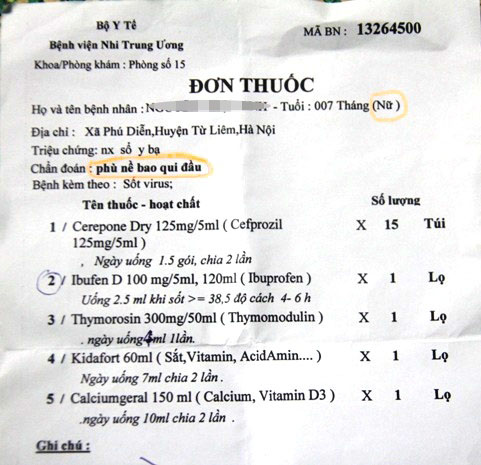 Bộ Y Tế
MÃ BN : 13264500
Bệnh viện Nhi Trung Ương
Khoa/Phòng khám : Phòng số 15
ĐƠN THUỐC
Họ và tên bệnh nhân : - Tuổi : 007 Tháng (Nữ )
Địa chỉ : Xã Phú Diễn,Huyện Từ Liêm,Hà Nội
Triệu chứng: nx sổ y bạ
Chẩn đoán : phù nề bao qui đầu
Bệnh kèm theo : Sốt virus;
Tên thuốc - hoạt chất Số lượng
1 / Cerepone Dry 125mg/5ml ( Cefprozil X 15 Túi
125mg/5ml )
. Ngày uống 1.5 gói, chia 2 lần
2 / Ibufen D 100 mg/5ml, 120ml ( Ibuprofen ) X 1 Lọ
Uống 2.5 ml khi sốt >= 38,5 độ cách 4- 6 h
3 / Thymorosin 300mg/50ml ( Thymomodulin ) X 1 Lọ
. ngày uống 4ml 1lần.
4 / Kidafort 60ml ( Sắt,Vitamin, AcidAmin.... ) X 1 Lọ
Ngày uống 7ml chia 2 lần .
5 / Calciumgeral 150 ml ( Calcium, Vitamin D3 ) X 1 Lọ
.ngày uống 10ml chia 2 lần .
Ghi chú :